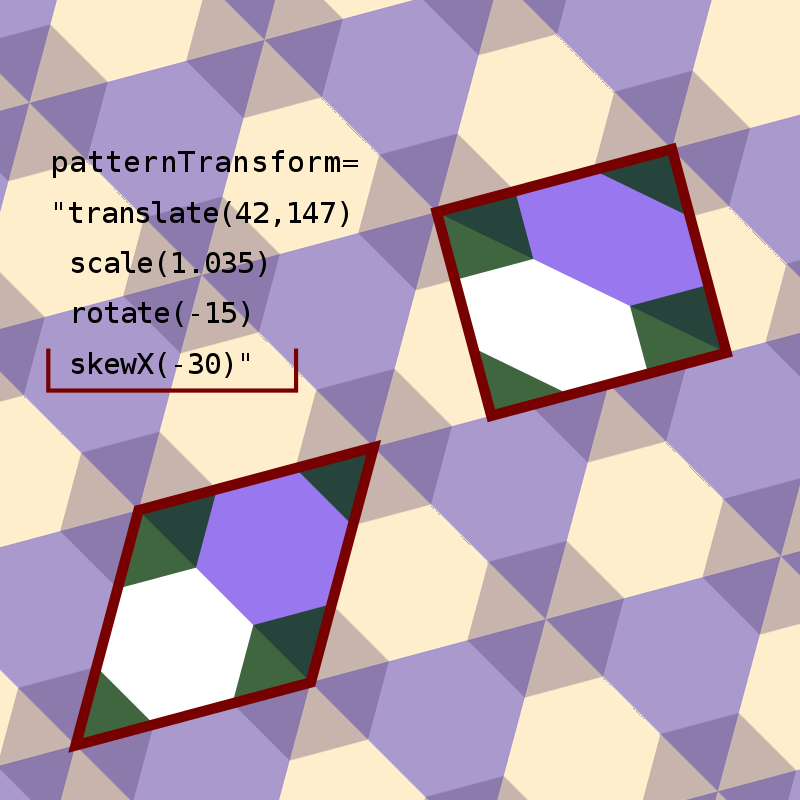 patternTransform=
"translate(42,147)
scale(1.035)
rotate(-15)
skewX(-30)"